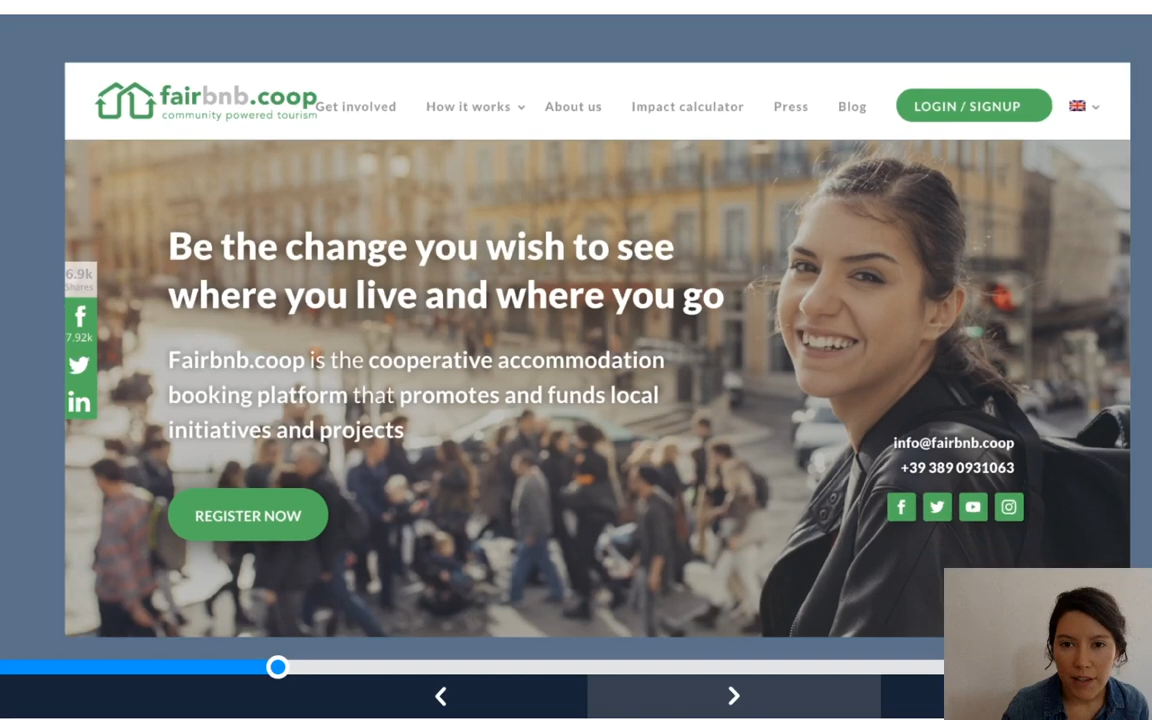 fairbnb.coop
community powered tourism
Get involved How it works About us Impact calculator Press Blog LOGIN / SIGNUP
Be the change you wish to see
where you live and where you go
6.9k
Shares
7.92k
Fairbnb.coop is the cooperative accommodation
booking platform that promotes and funds local
initiatives and projects
REGISTER NOW
info@fairbnb.coop
+39 389 0931063